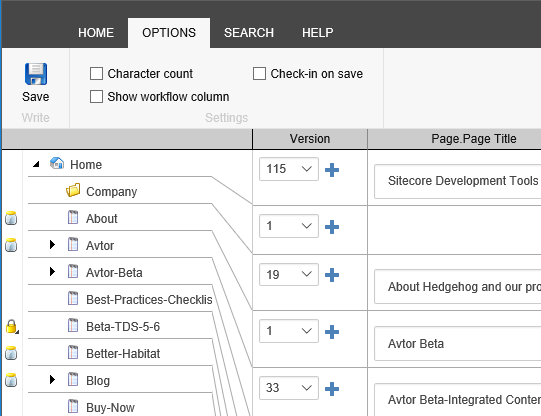 HOME OPTIONS SEARCH HELP
Save
Write
Character count
Check-in on save
Show workflow column
Settings
Version
Page.Page Title
Home
Company
About
Avtor
Avtor-Beta
Best-Practices-Checklis
Beta-TDS-5-6
Better-Habitat
Blog
Buy-Now
115
1
19
1
33
Sitecore Development Tools
About Hedgehog and our pro
Avtor Beta
Avtor Beta-Integrated Conten